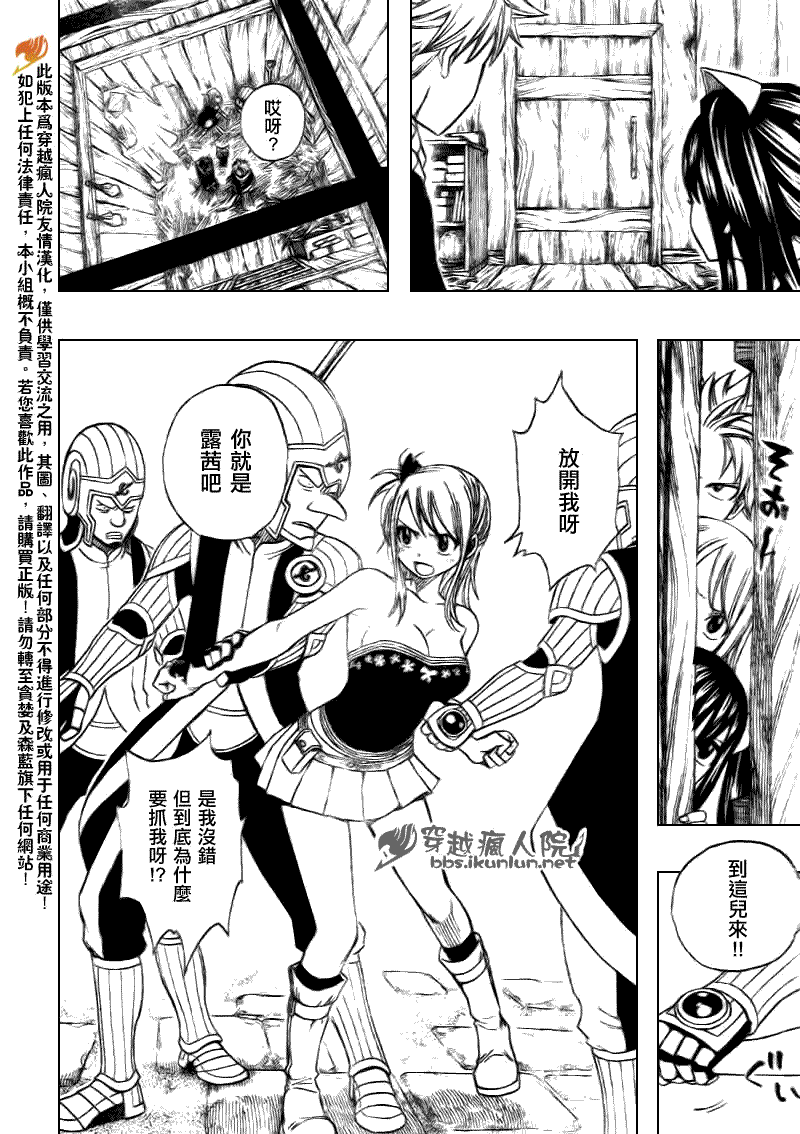 哎呀?
放開我呀
你就是
露茜吧
是我沒錯
但到底為什麼
要抓我呀!?
ぬおー
到這兒來!!
ぐい
穿越瘋人院
bbs.ikunlun.net
此版本爲穿越瘋人院友情漢化，僅供學習交流之用，其圖、翻譯以及任何部分不得進行修改或用于任何商業用途！
如犯上任何法律責任，本小組概不負責。若您喜歡此作品，請購買正版！請勿轉至貪婪及森藍旗下任何網站！